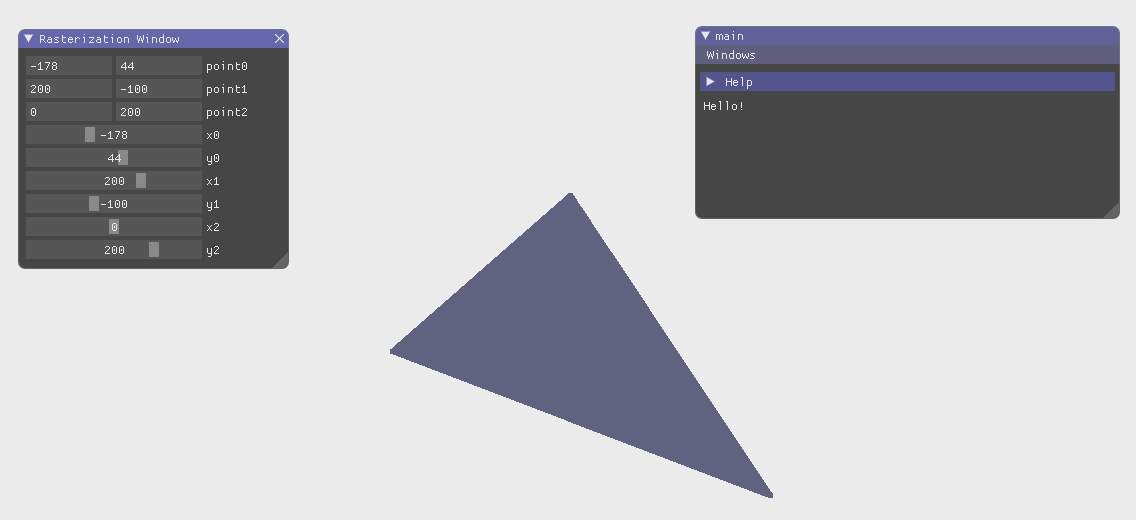 Rasterization Window
-178 44 point0
200 -100 point1
0 200 point2
-178 x0
44 y0
200 x1
-100 y1
0 x2
200 y2
main
Windows
Help
Hello!